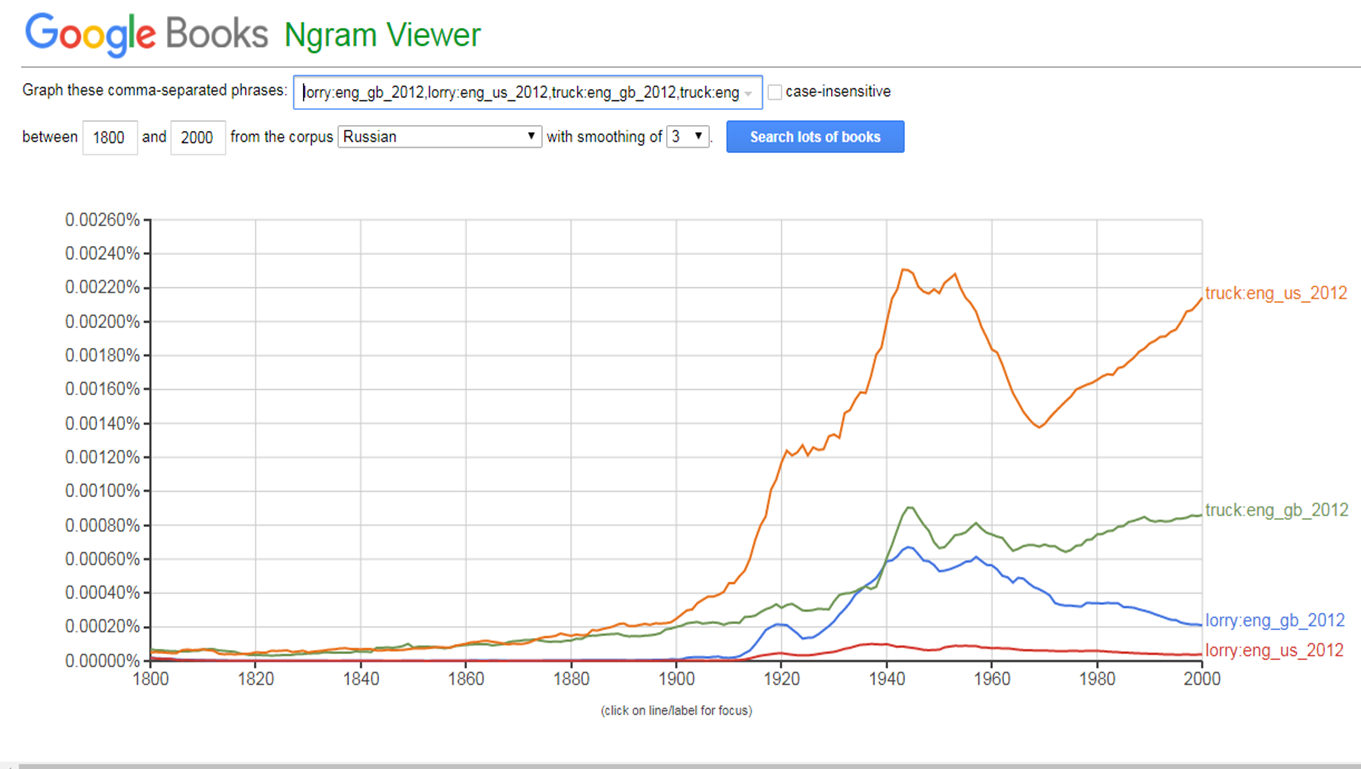 Google Books Ngram Viewer
Graph these comma-separated phrases: lorry:eng_gb_2012,lorry:eng_us_2012,truck:eng_gb_2012,truck:eng case-insensitive
between 1800 and 2000 from the corpus Russian with smoothing of 3 . Search lots of books
0.00260%
0.00240%
0.00220%
0.00200%
0.00180%
0.00160%
0.00140%
0.00120%
0.00100%
0.00080%
0.00060%
0.00040%
0.00020%
0.00000%
truck:eng_us_2012
truck:eng_gb_2012
lorry:eng_gb_2012
lorry:eng_us_2012
1800 1820 1840 1860 1880 1900 1920 1940 1960 1980 2000
(click on line/label for focus)